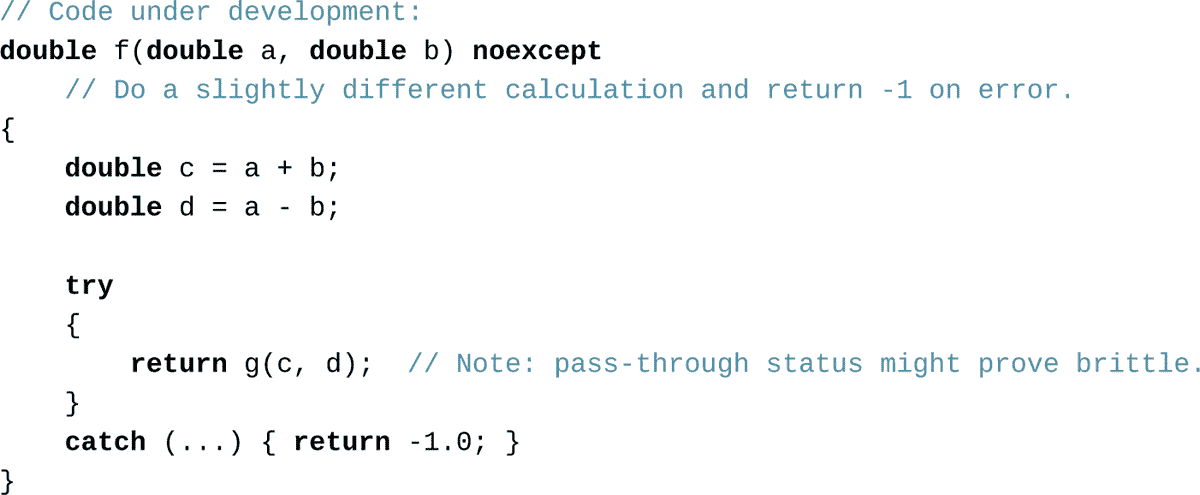 // Code under development:
double f(double a, double b) noexcept
    // Do a slightly different calculation and return -1 on error.
{
    double c = a + b;
    double d = a - b;

    try
    {
        return g(c, d);  // Note: pass-through status might prove brittle.
    }
    catch (...) { return -1.0; }
}